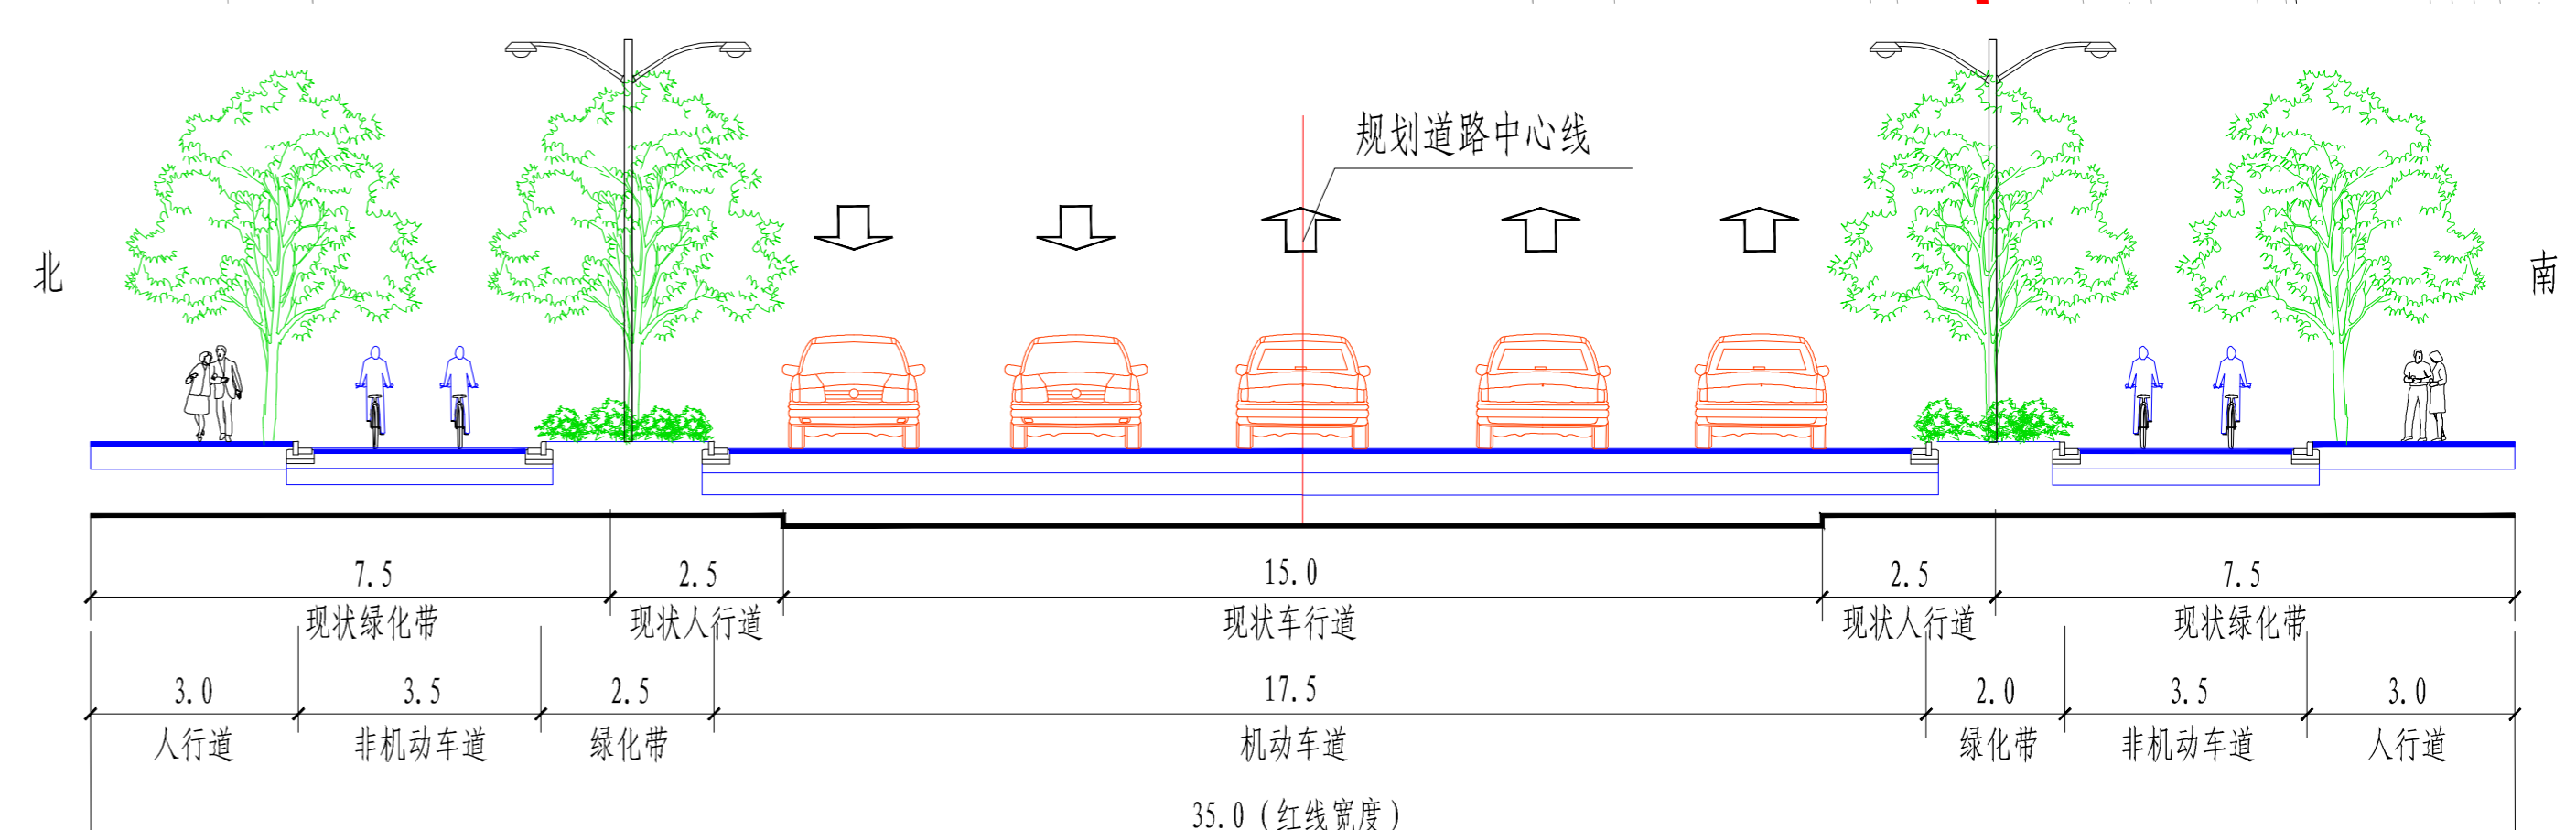 规划道路中心线
北
南
7.5 2.5 15.0 2.5 7.5
现状绿化带 现状人行道 现状车行道 现状人行道 现状绿化带
3.0 3.5 2.5 17.5 2.0 3.5 3.0
人行道 非机动车道 绿化带 机动车道 绿化带 非机动车道 人行道
35.0（红线宽度）